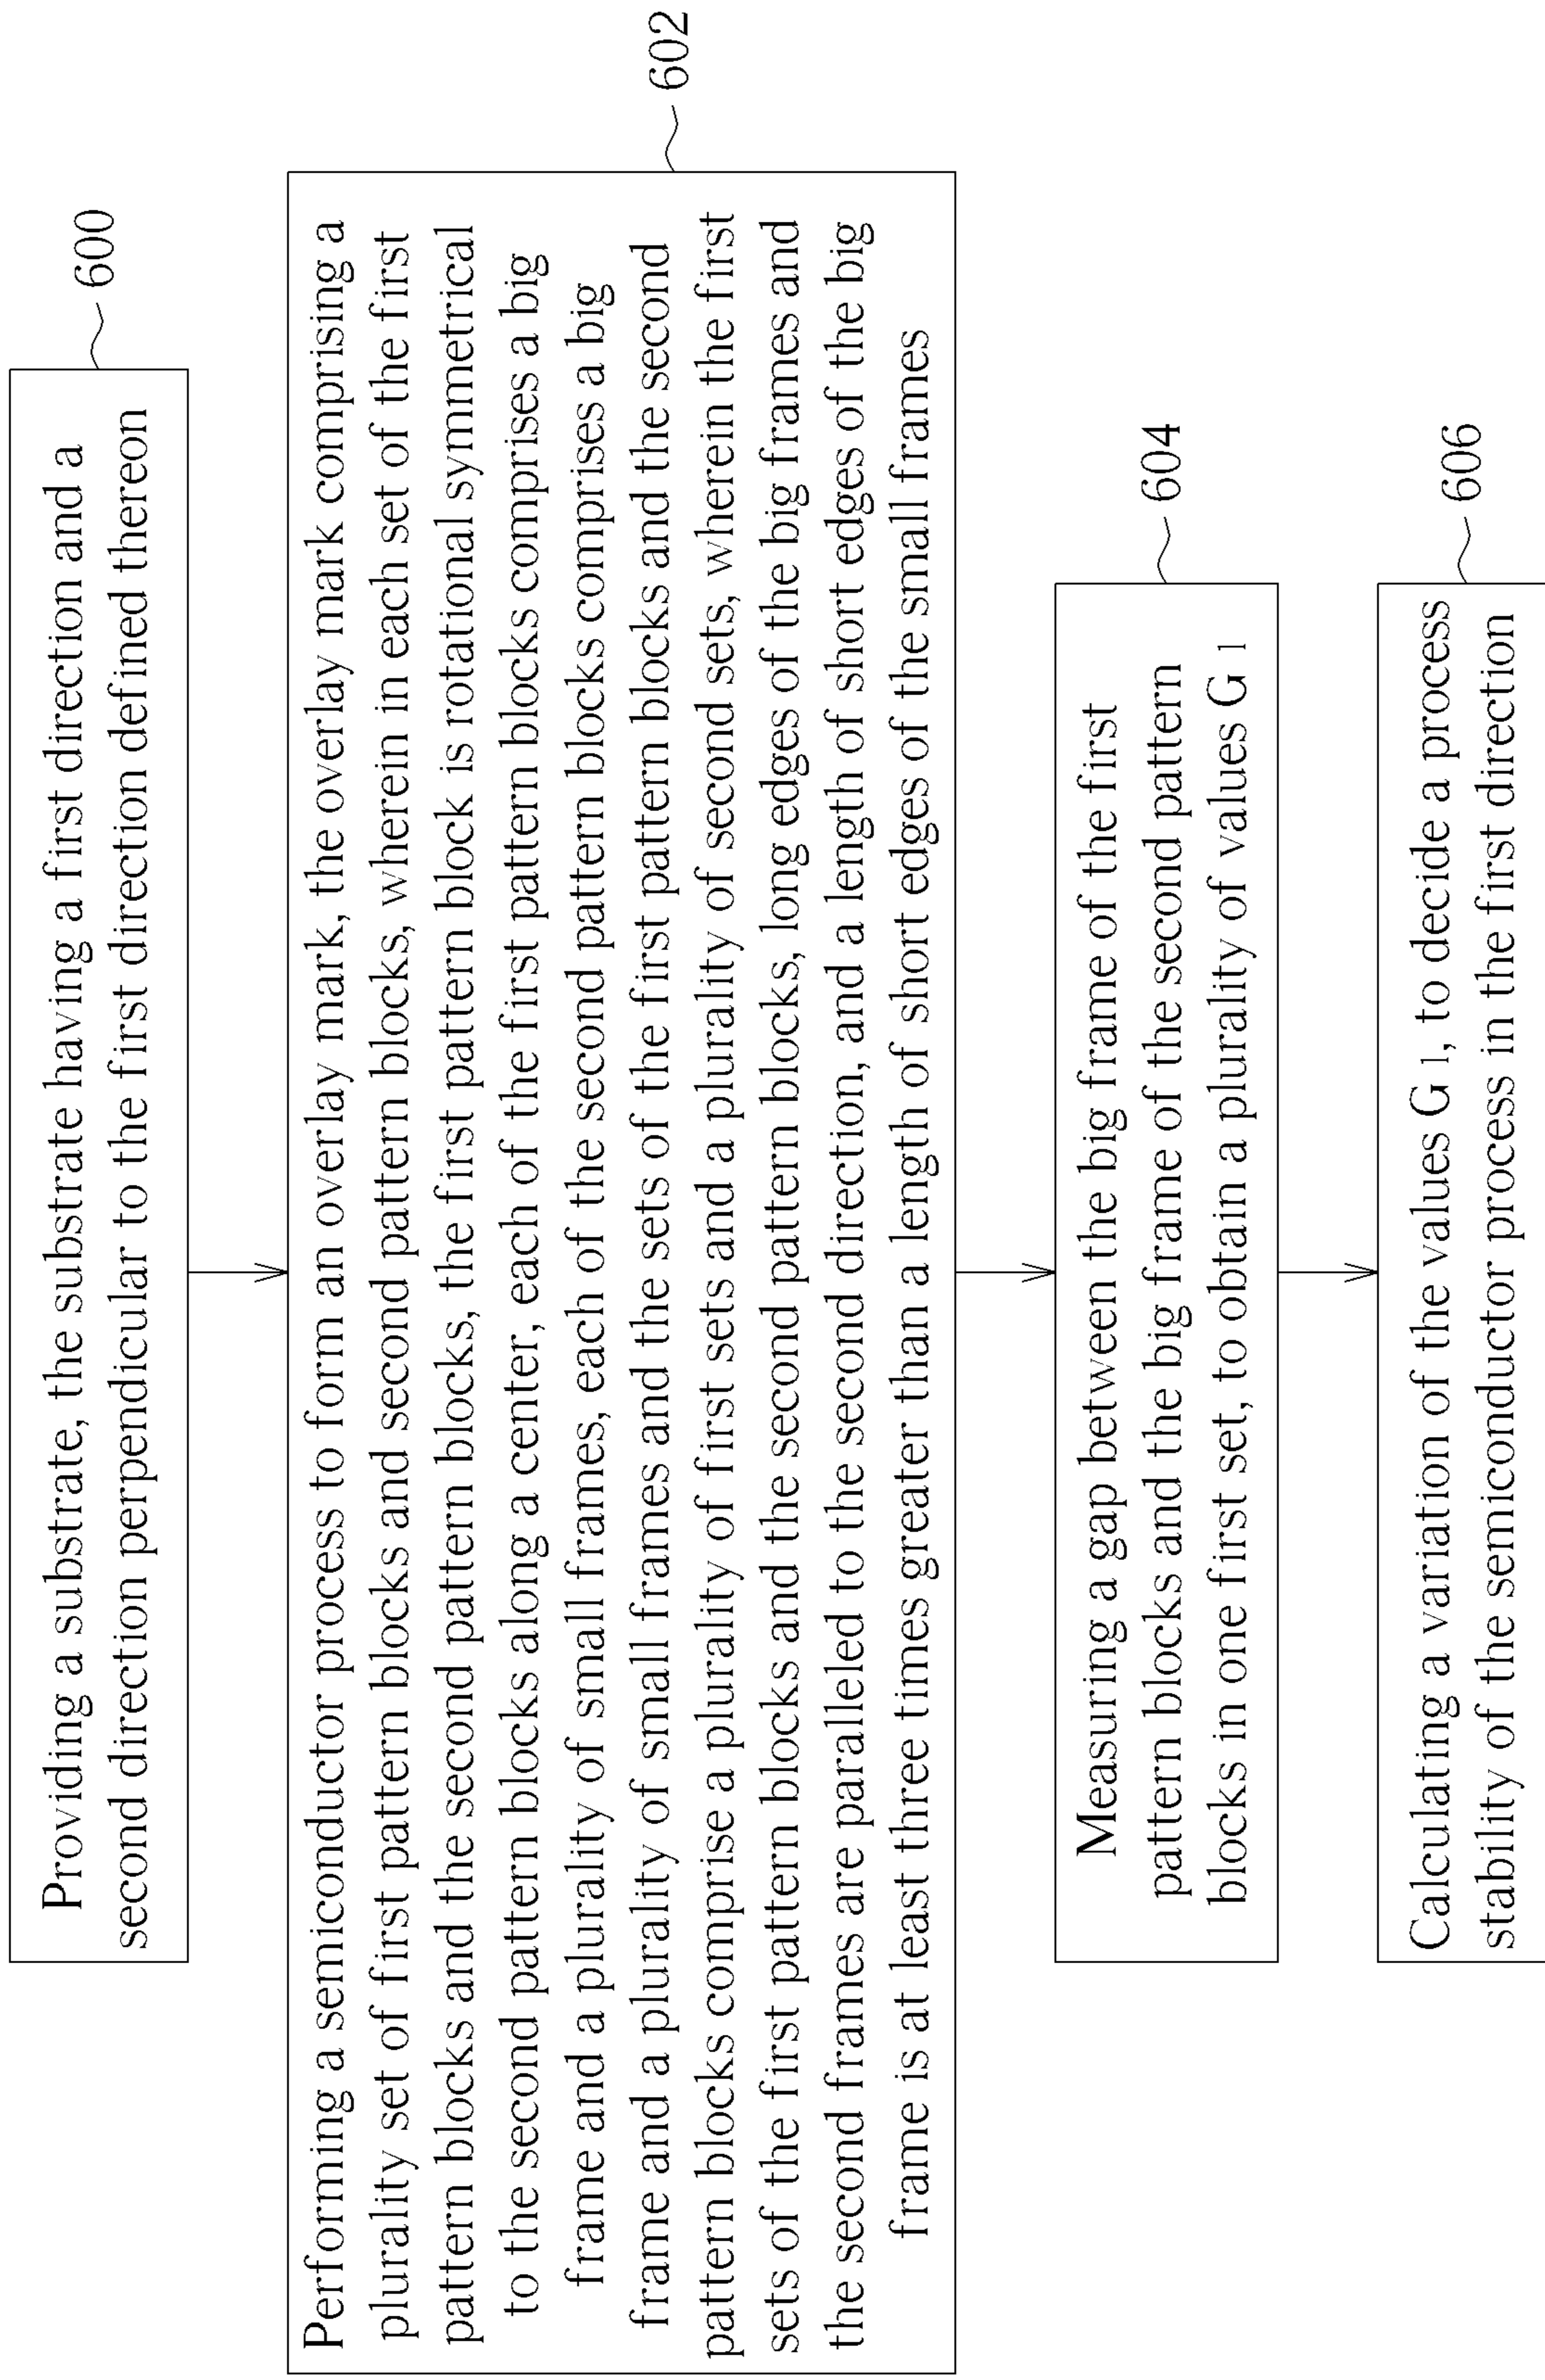 Providing a substrate, the substrate having a first direction and a
second direction perpendicular to the first direction defined thereon
600
Performing a semiconductor process to form an overlay mark, the overlay mark comprising a
plurality set of first pattern blocks and second pattern blocks, wherein in each set of the first
pattern blocks and the second pattern blocks, the first pattern block is rotational symmetrical
to the second pattern blocks along a center, each of the first pattern blocks comprises a big
frame and a plurality of small frames, each of the second pattern blocks comprises a big
frame and a plurality of small frames and the sets of the first pattern blocks and the second
pattern blocks comprise a plurality of first sets and a plurality of second sets, wherein the first
sets of the first pattern blocks and the second pattern blocks, long edges of the big frames and
the second frames are paralleled to the second direction, and a length of short edges of the big
frame is at least three times greater than a length of short edges of the small frames
602
Measuring a gap between the big frame of the first
pattern blocks and the big frame of the second pattern
blocks in one first set, to obtain a plurality of values G1
604
Calculating a variation of the values G1, to decide a process
stability of the semiconductor process in the first direction
606